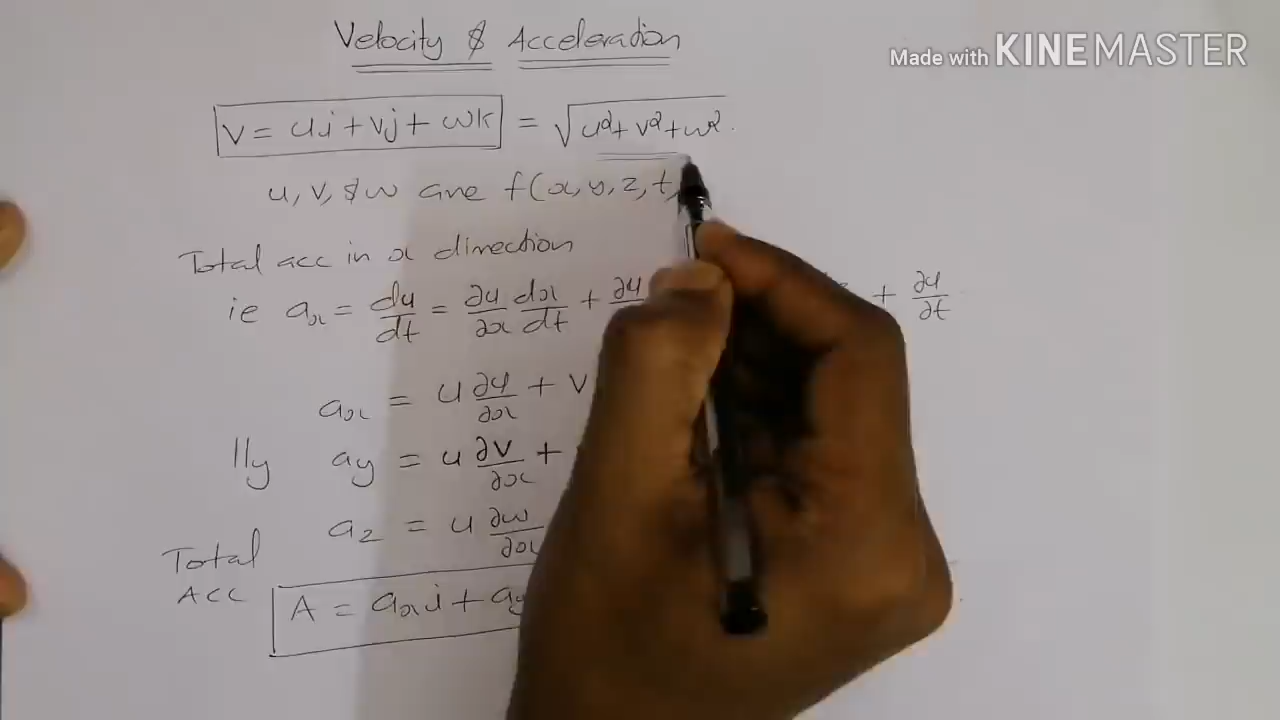 Velocity & Acceleration
Made with KINEMASTER
V = ui + vj + wk = √u²+v²+w².
u, v, & w are f(x, y, z, t,
Total acc in x direction
ie aₓ = du/dt = ∂u/∂x dx/dt + ∂u + ∂u/∂t
aₓ = u ∂u/∂x + v
lly ay = u ∂v/∂x +
az = u ∂w/∂x
Total
Acc A = aₓi + ay